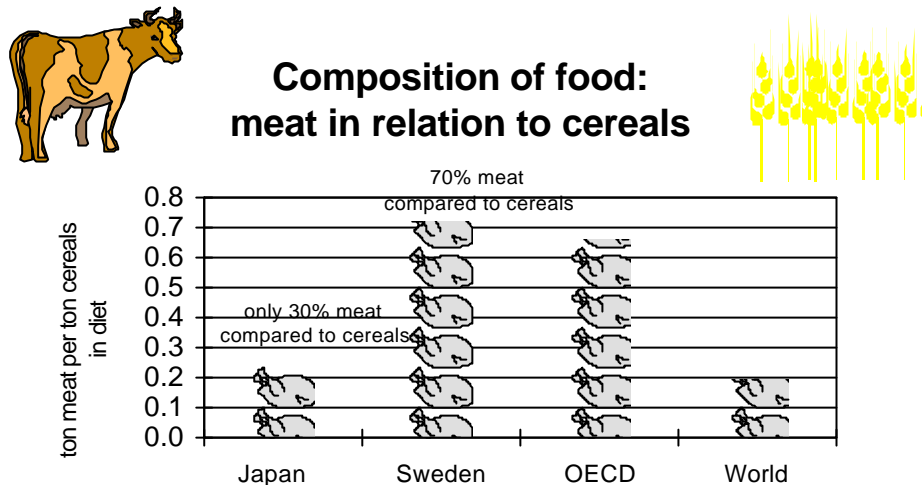 Composition of food:
meat in relation to cereals
70% meat
compared to cereals
only 30% meat
compared to cereals
ton meat per ton cereals
in diet
0.8
0.7
0.6
0.5
0.4
0.3
0.2
0.1
0.0
Japan Sweden OECD World